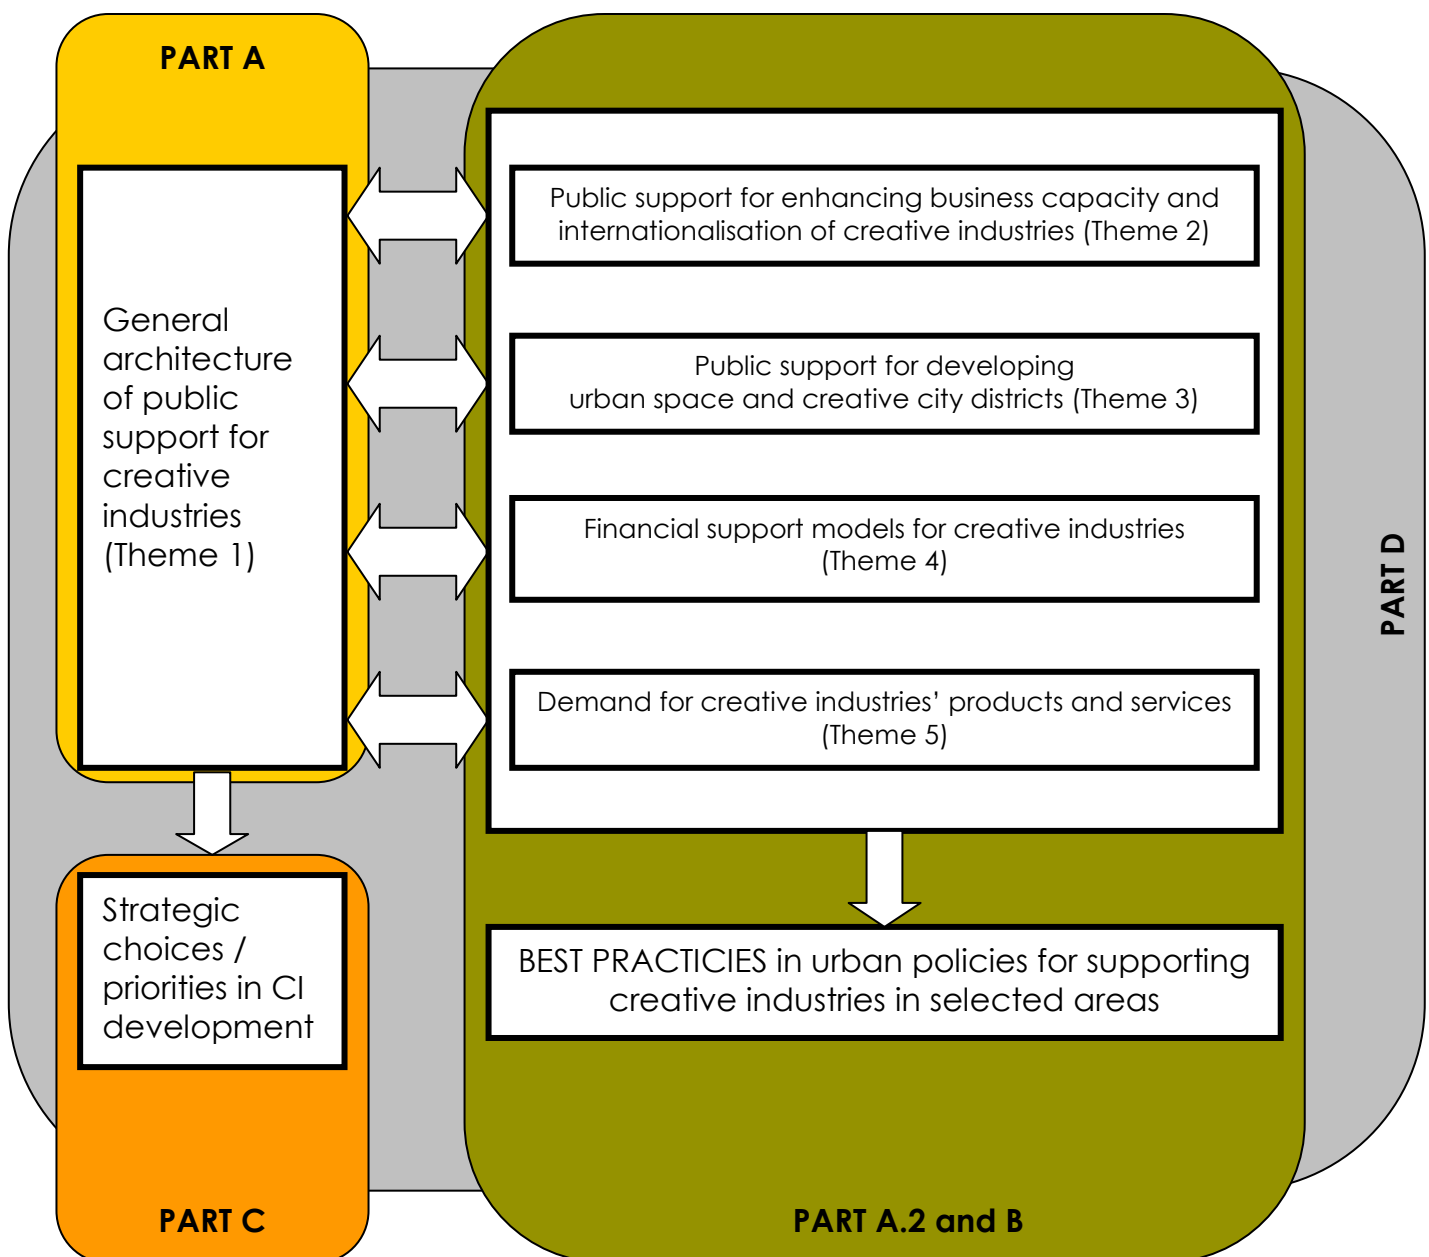 PART A
General
architecture
of public
support for
creative
industries
(Theme 1)
Public support for enhancing business capacity and
internationalisation of creative industries (Theme 2)
Public support for developing
urban space and creative city districts (Theme 3)
Financial support models for creative industries
(Theme 4)
Demand for creative industries’ products and services
(Theme 5)
PART D
Strategic
choices /
priorities in CI
development
BEST PRACTICIES in urban policies for supporting
creative industries in selected areas
PART C
PART A.2 and B